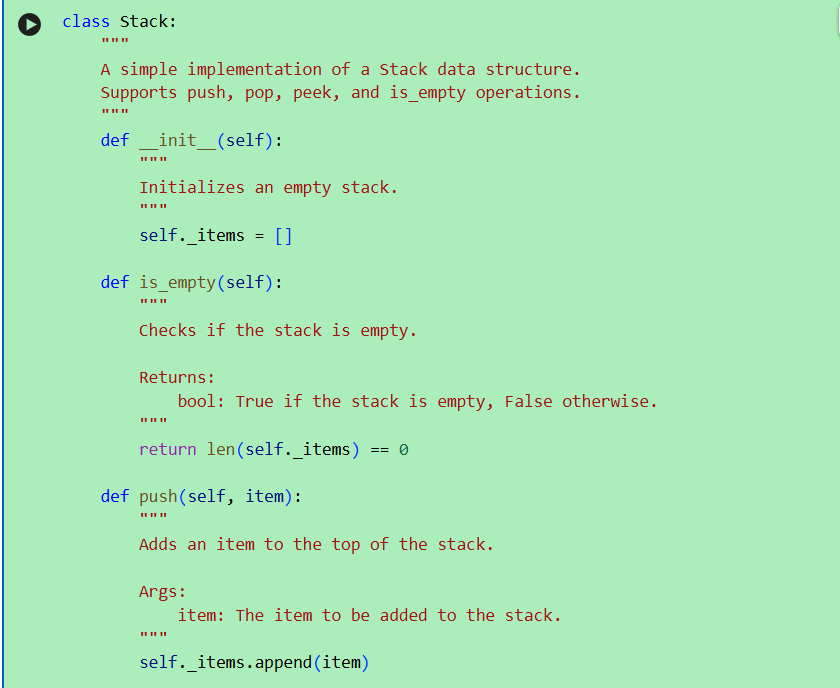 class Stack:
    """
    A simple implementation of a Stack data structure.
    Supports push, pop, peek, and is_empty operations.
    """
    def __init__(self):
        """
        Initializes an empty stack.
        """
        self._items = []

    def is_empty(self):
        """
        Checks if the stack is empty.

        Returns:
            bool: True if the stack is empty, False otherwise.
        """
        return len(self._items) == 0

    def push(self, item):
        """
        Adds an item to the top of the stack.

        Args:
            item: The item to be added to the stack.
        """
        self._items.append(item)